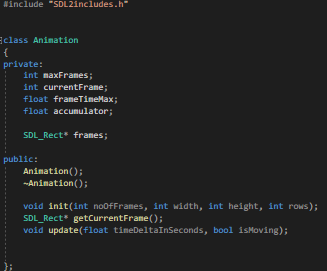 #include "SDL2includes.h"
class Animation
{
private:
int maxFrames;
int currentFrame;
float frameTimeMax;
float accumulator;
SDL_Rect* frames;
public:
Animation();
~Animation();
void init(int noOfFrames, int width, int height, int rows);
SDL_Rect* getCurrentFrame();
void update(float timeDeltaInSeconds, bool isMoving);
};